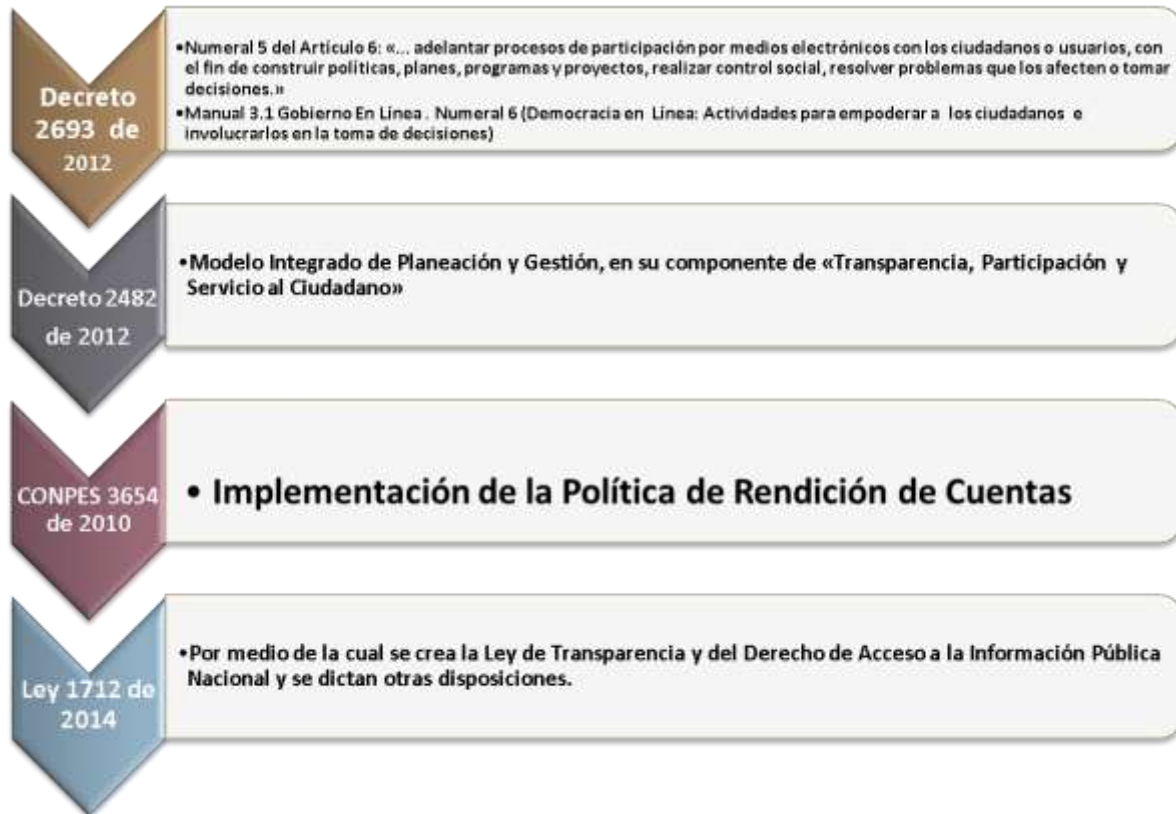 Decreto
2693 de
2012
•Numeral 5 del Artículo 6: «... adelantar procesos de participación por medios electrónicos con los ciudadanos o usuarios, con
el fin de construir políticas, planes, programas y proyectos, realizar control social, resolver problemas que los afecten o tomar
decisiones.»
•Manual 3.1 Gobierno En Línea . Numeral 6 (Democracia en Línea: Actividades para empoderar a los ciudadanos e
involucrarlos en la toma de decisiones)
Decreto 2482
de 2012
•Modelo Integrado de Planeación y Gestión, en su componente de «Transparencia, Participación y
Servicio al Ciudadano»
CONPES 3654
de 2010
• Implementación de la Política de Rendición de Cuentas
Ley 1712 de
2014
•Por medio de la cual se crea la Ley de Transparencia y del Derecho de Acceso a la Información Pública
Nacional y se dictan otras disposiciones.